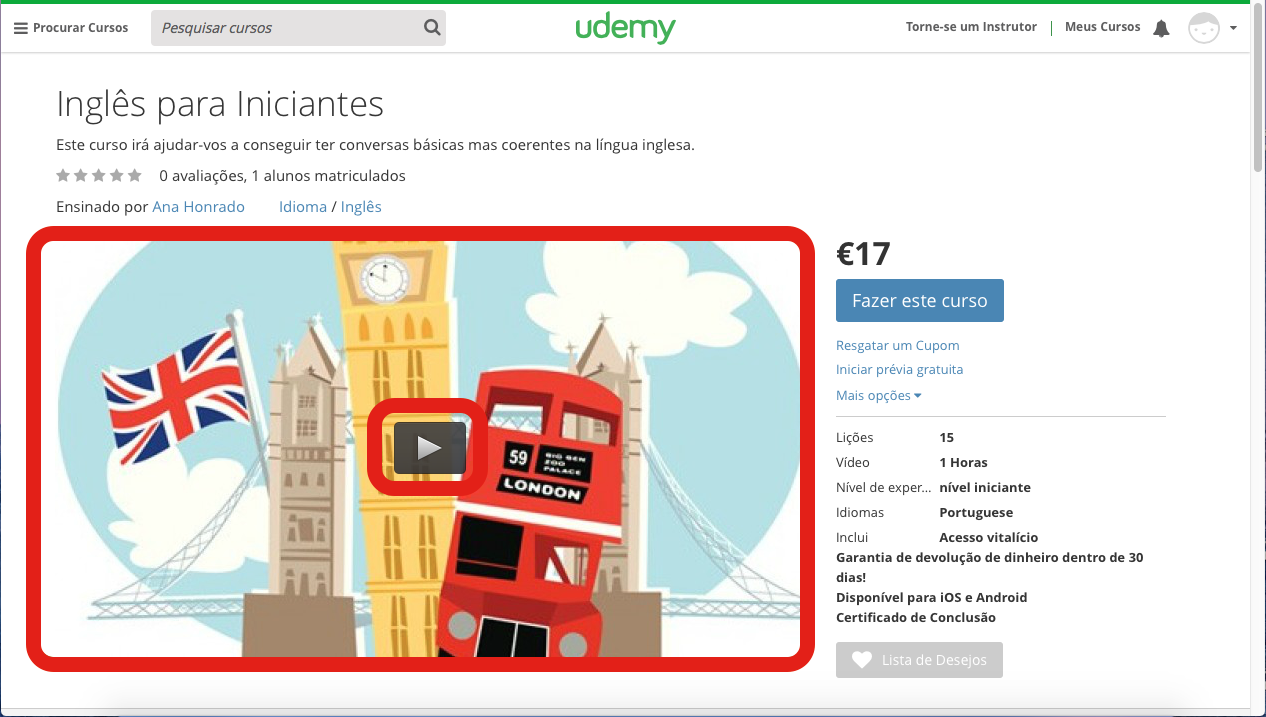 Procurar Cursos
Pesquisar cursos
udemy
Torne-se um Instrutor | Meus Cursos
Inglês para Iniciantes
Este curso irá ajudar-vos a conseguir ter conversas básicas mas coerentes na língua inglesa.
0 avaliações, 1 alunos matriculados
Ensinado por Ana Honrado Idioma / Inglês
59
BIG BEN
ZOO
PALACE
LONDON
€17
Fazer este curso
Resgatar um Cupom
Iniciar prévia gratuita
Mais opções
Lições 15
Vídeo 1 Horas
Nível de exper... nível iniciante
Idiomas Portuguese
Inclui Acesso vitalício
Garantia de devolução de dinheiro dentro de 30
dias!
Disponível para iOS e Android
Certificado de Conclusão
Lista de Desejos